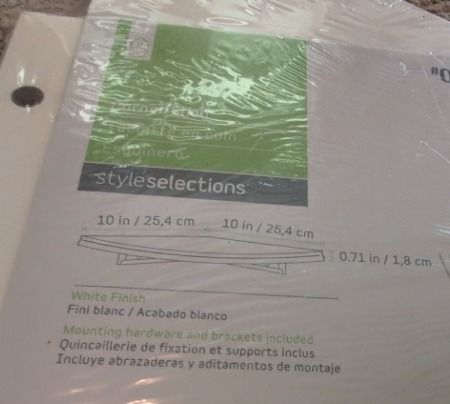 "0
Esquinero
styleselections
10 in / 25,4 cm 10 in / 25,4 cm
0.71 in / 1,8 cm
White Finish
Fini blanc / Acabado blanco
Mounting hardware and brackets included
Quincaillerie de fixation et supports inclus
Incluye abrazaderas y aditamentos de montaje